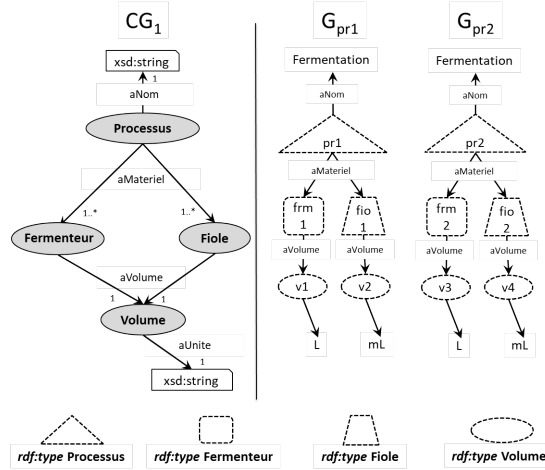 CG1
xsd:string
1
aNom
Processus
aMateriel
1..*
1..*
Fermenteur
Fiole
aVolume
1
1
Volume
aUnite
1
xsd:string
Gpr1
Fermentation
aNom
pr1
aMateriel
frm
1
fio
1
aVolume
aVolume
v1
v2
L
mL
Gpr2
Fermentation
aNom
pr2
aMateriel
frm
2
fio
2
aVolume
aVolume
v3
v4
L
mL
rdf:type Processus
rdf:type Fermenteur
rdf:type Fiole
rdf:type Volume